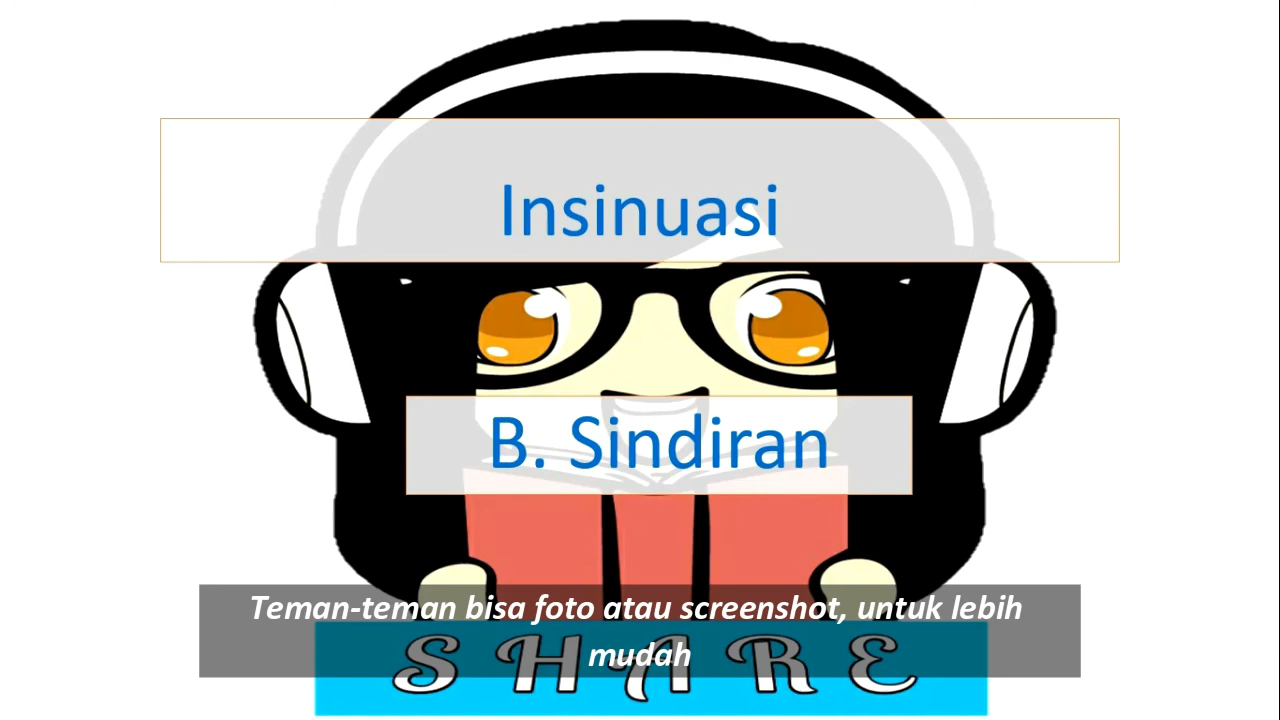 Insinuasi
B. Sindiran
Teman-teman bisa foto atau screenshot, untuk lebih
mudah
SHARE